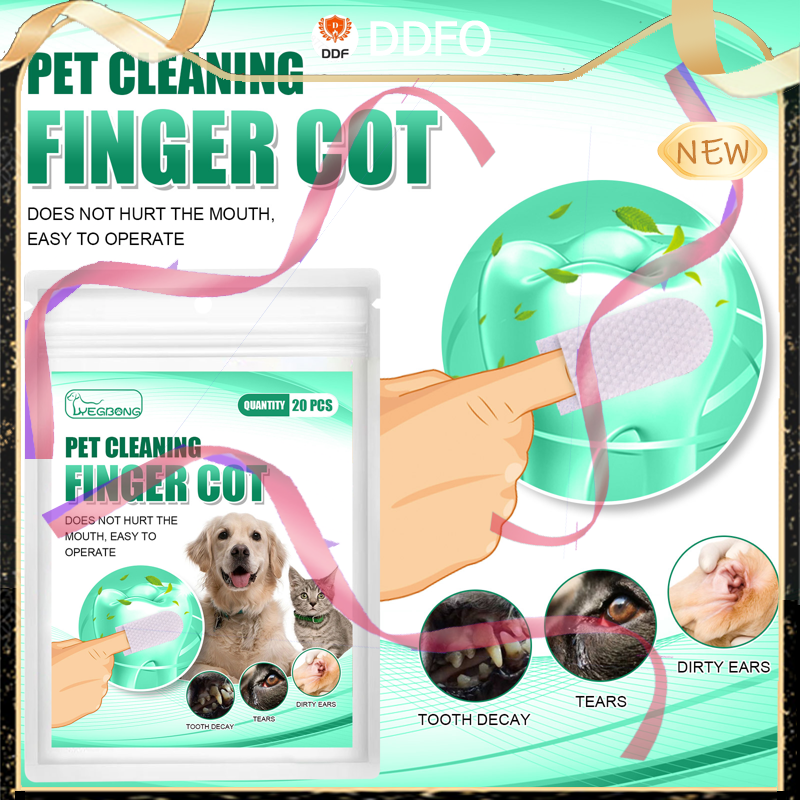 DDF
DDFO
PET CLEANING
FINGER COT
NEW
DOES NOT HURT THE MOUTH,
EASY TO OPERATE
YEGBONG
QUANTITY 20 PCS
PET CLEANING
FINGER COT
DOES NOT HURT THE
MOUTH, EASY TO
OPERATE
TOOTH DECAY
TEARS
DIRTY EARS
TOOTH DECAY
TEARS
DIRTY EARS